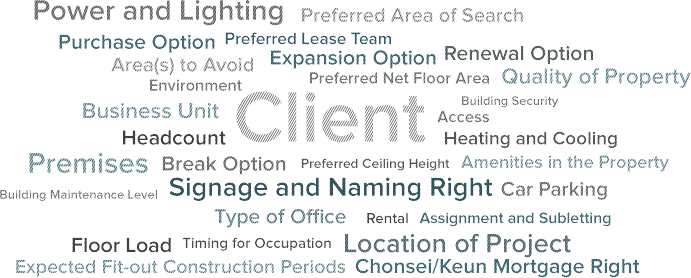 Power and Lighting
Preferred Area of Search
Purchase Option
Preferred Lease Team
Area(s) to Avoid
Expansion Option
Renewal Option
Environment
Preferred Net Floor Area
Quality of Property
Business Unit
Client
Building Security
Access
Headcount
Heating and Cooling
Premises
Break Option
Preferred Ceiling Height
Amenities in the Property
Building Maintenance Level
Signage and Naming Right
Car Parking
Type of Office
Rental
Assignment and Subletting
Floor Load
Timing for Occupation
Location of Project
Expected Fit-out Construction Periods
Chonsei/Keun Mortgage Right